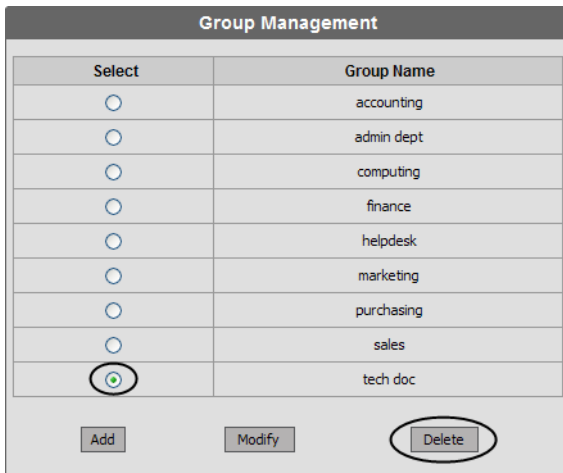 Group Management
Select Group Name
accounting
admin dept
computing
finance
helpdesk
marketing
purchasing
sales
tech doc
Add Modify Delete